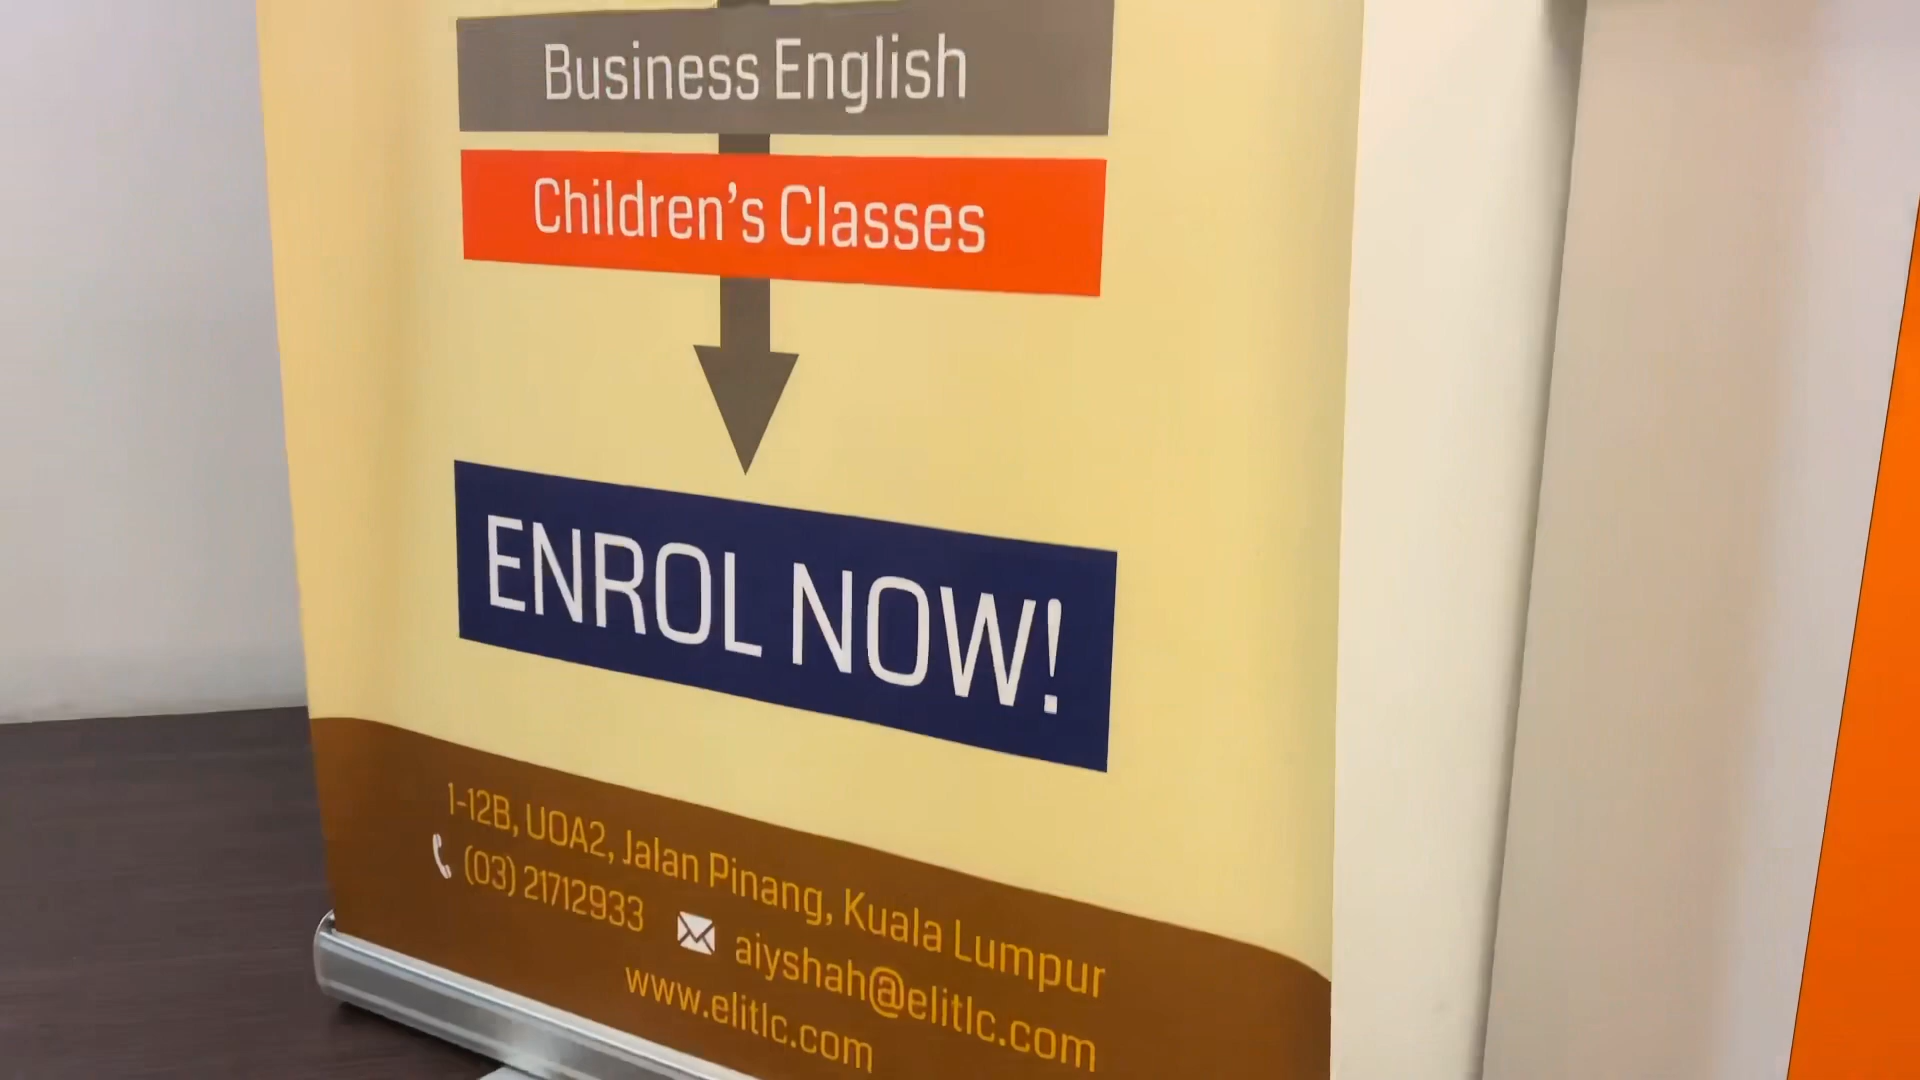 Business English
Children's Classes
ENROL NOW!
1-12B, UOA2, Jalan Pinang, Kuala Lumpur
(03) 21712933 aiyshah@elitlc.com
www.elitlc.com